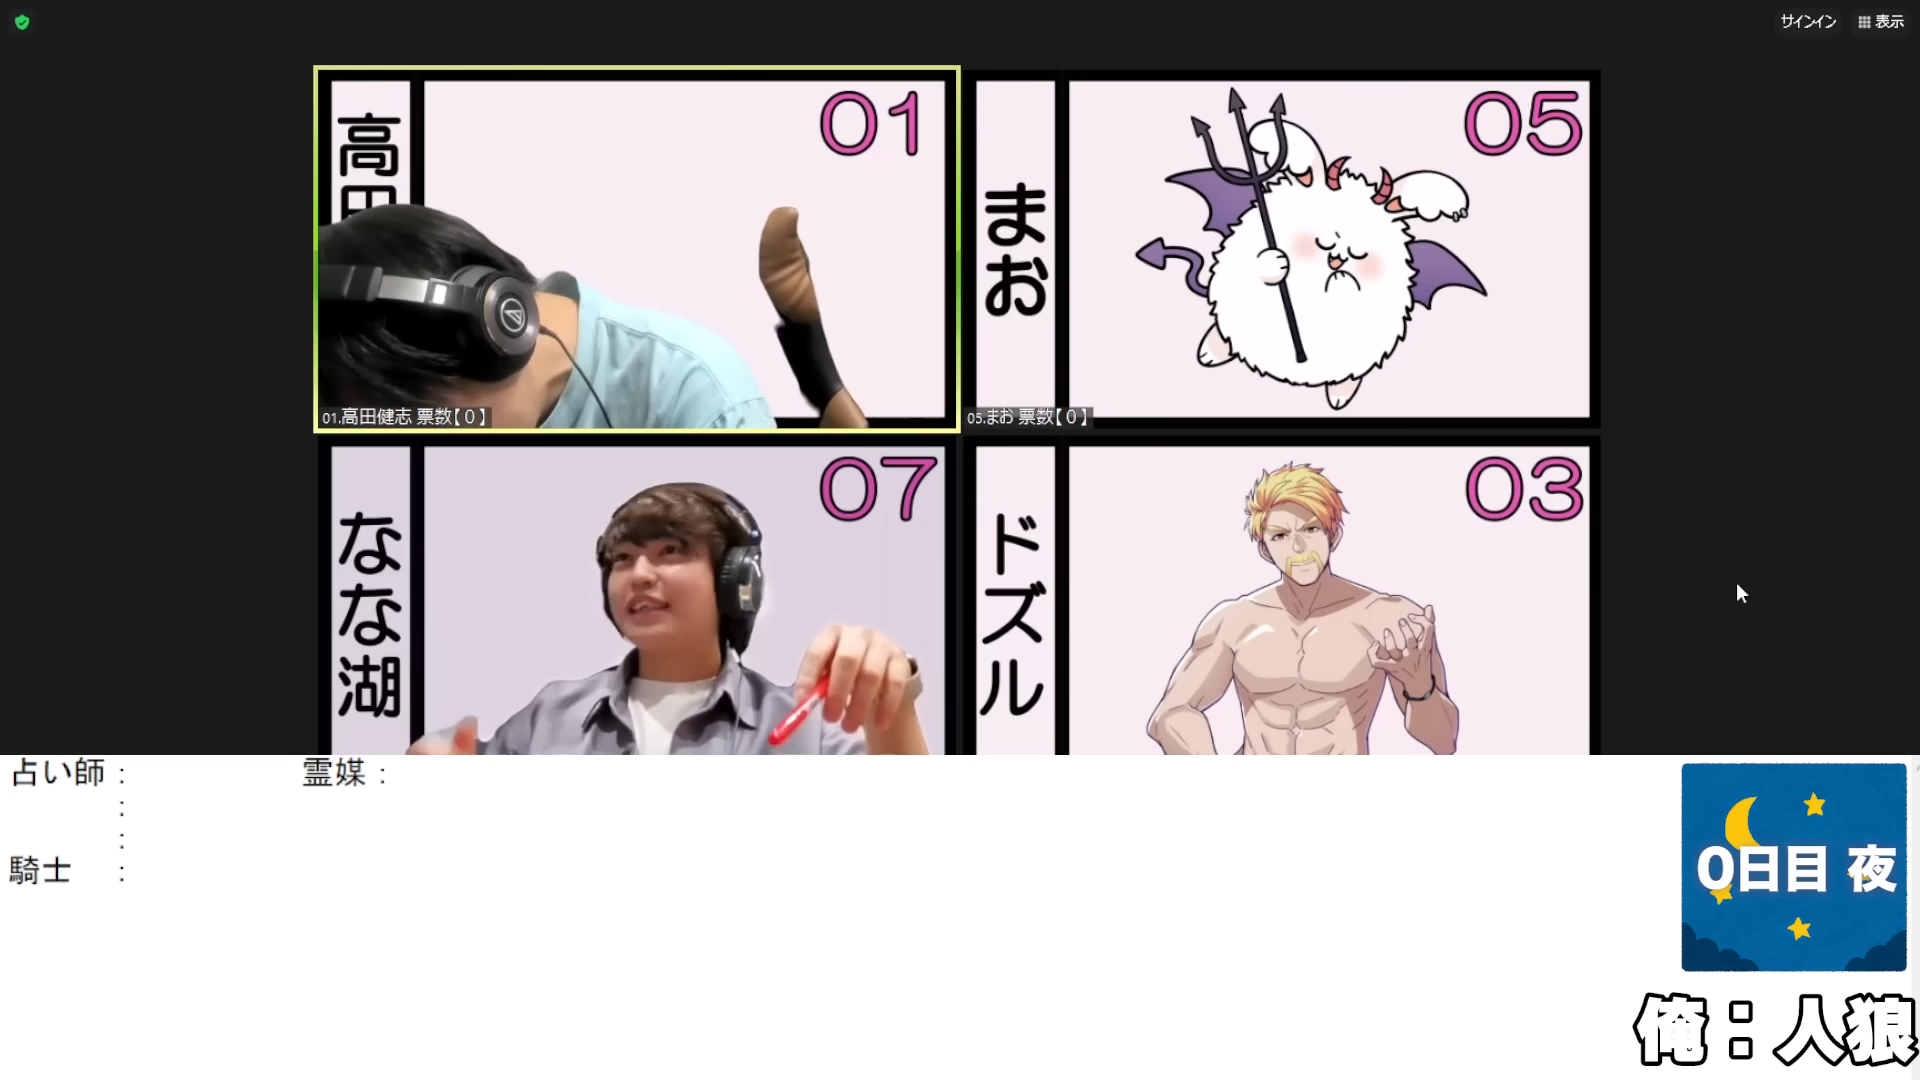 サインイン 表示
01
高田
01.高田健志 票数【0】
05
まお
05.まお 票数【0】
07
なな湖
03
ドズル
占い師:
:
:
騎士 :
霊媒:
0日目 夜
俺:人狼